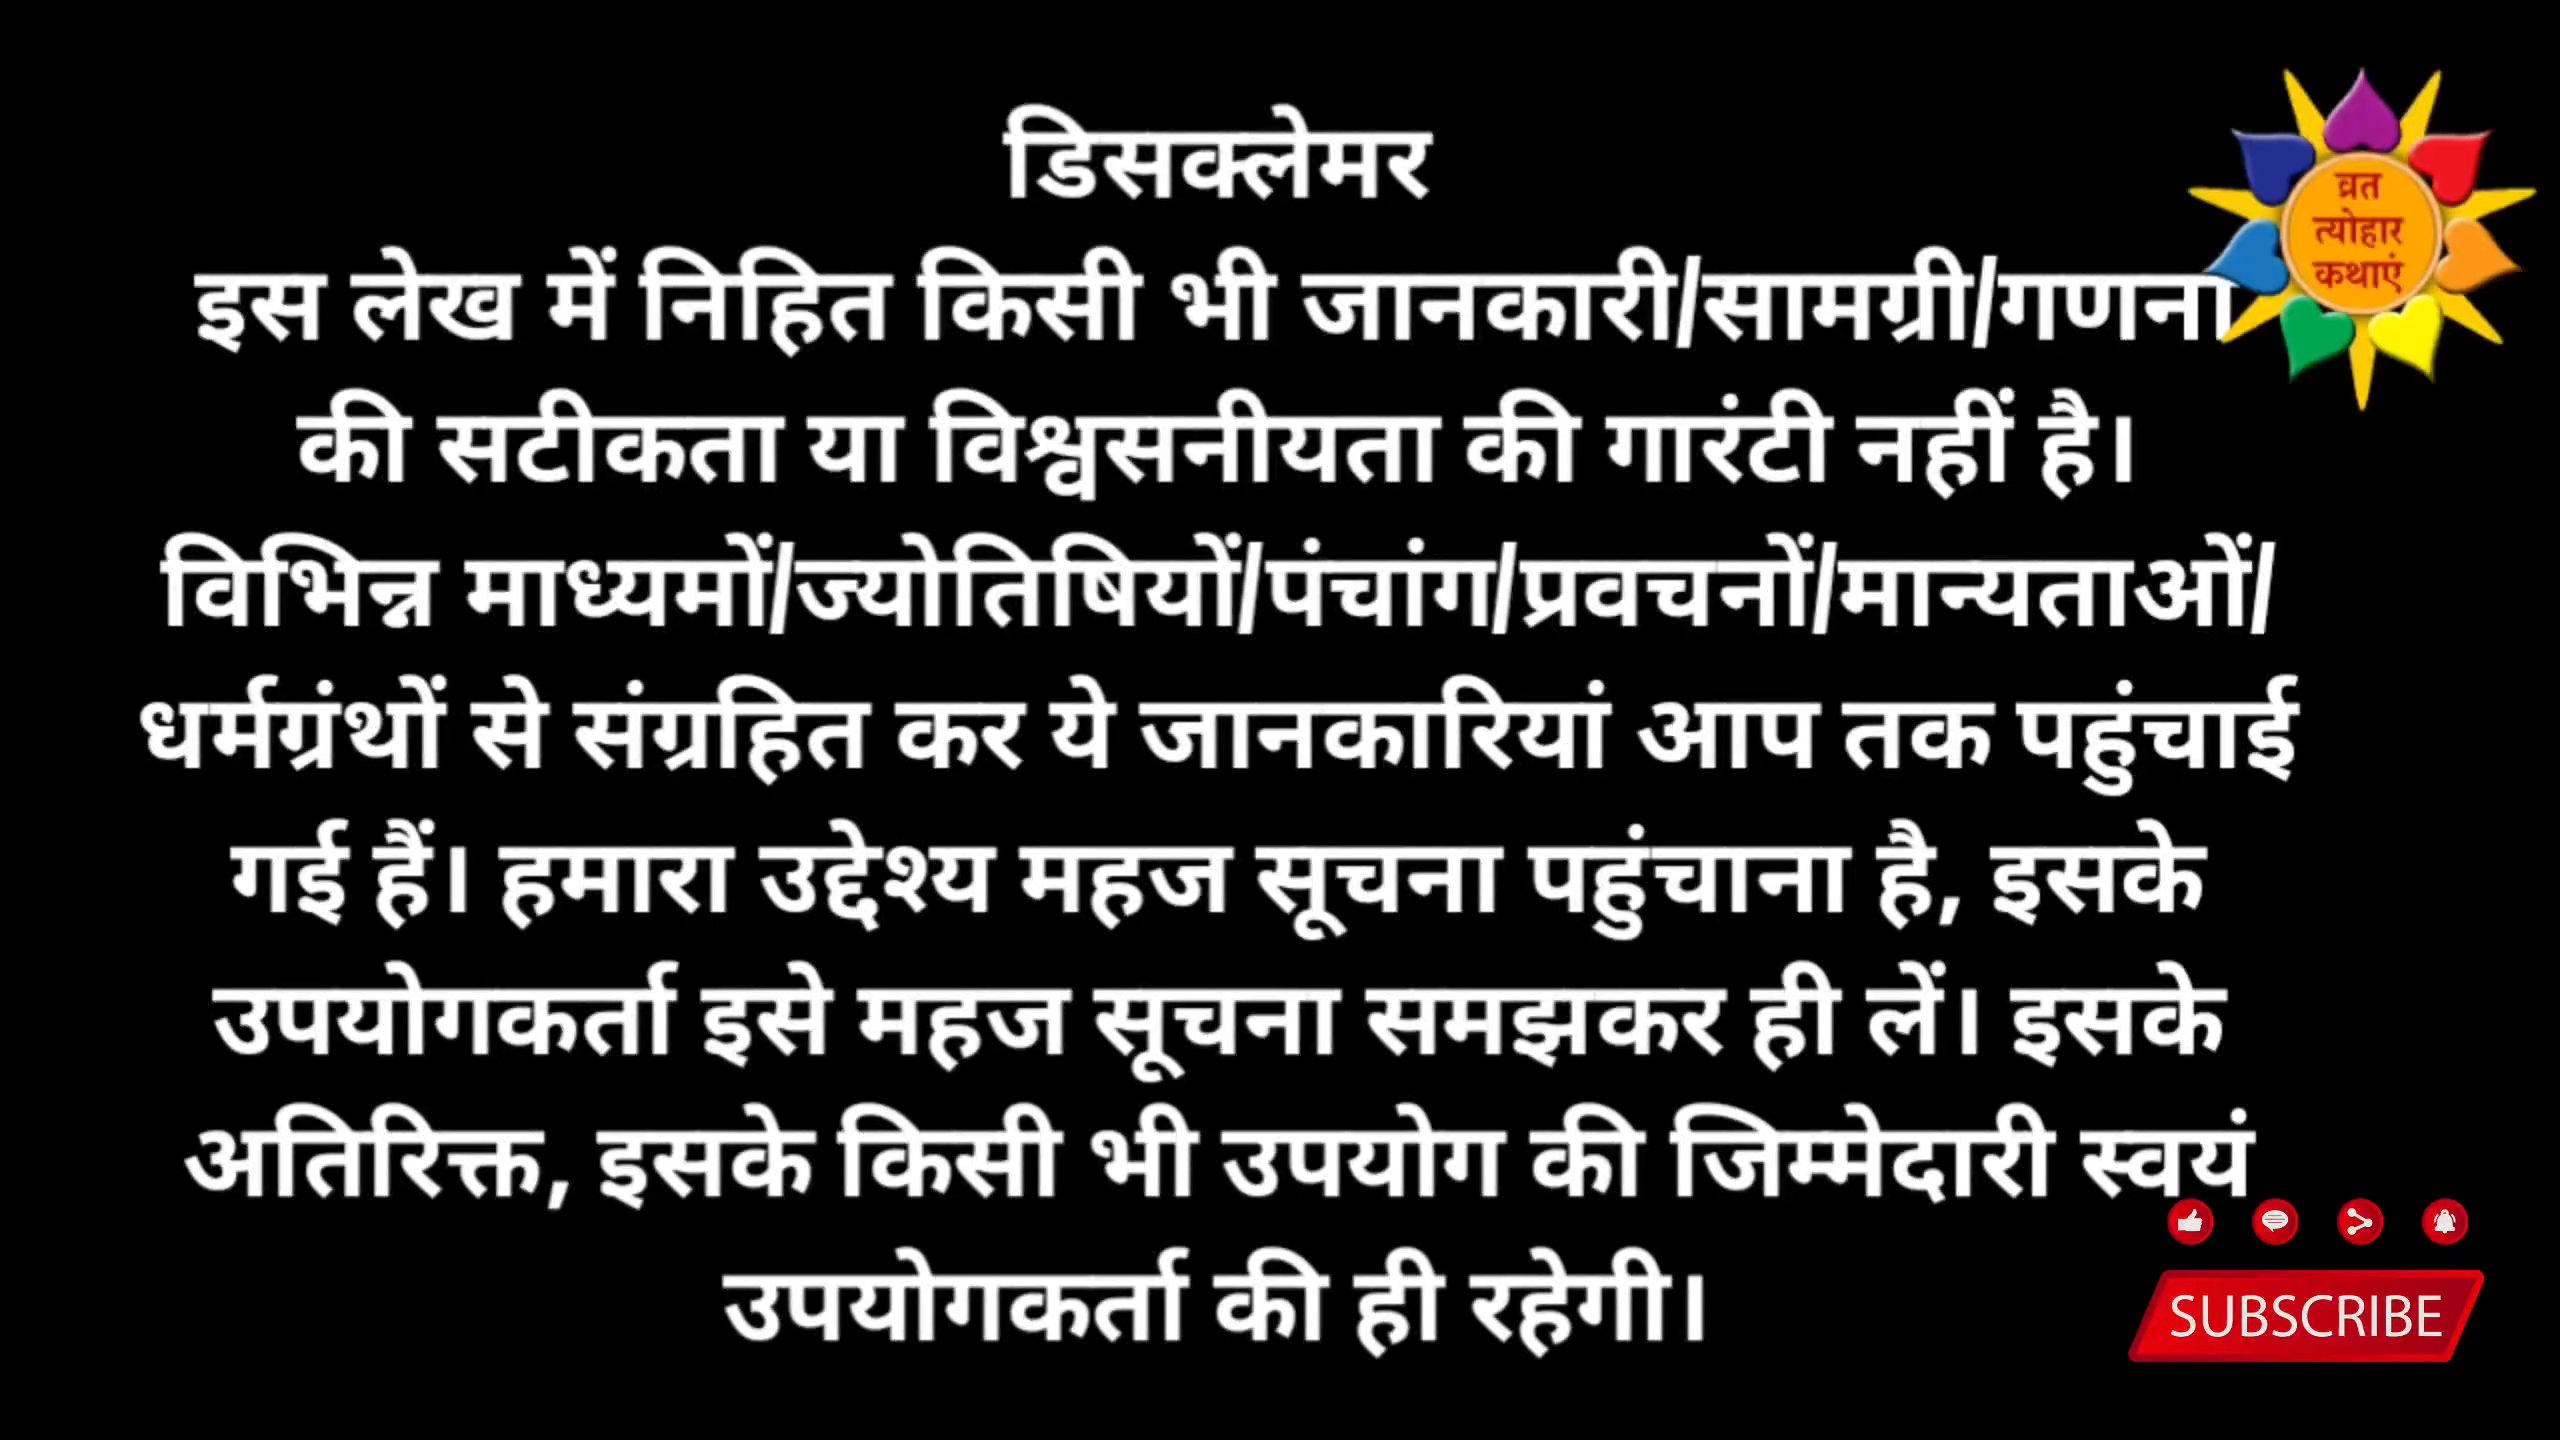 डिसक्लेमर
इस लेख में निहित किसी भी जानकारी/सामग्री/गणना
की सटीकता या विश्वसनीयता की गारंटी नहीं है।
विभिन्न माध्यमों/ज्योतिषियों/पंचांग/प्रवचनों/मान्यताओं/
धर्मग्रंथों से संग्रहित कर ये जानकारियां आप तक पहुंचाई
गई हैं। हमारा उद्देश्य महज सूचना पहुंचाना है, इसके
उपयोगकर्ता इसे महज सूचना समझकर ही लें। इसके
अतिरिक्त, इसके किसी भी उपयोग की जिम्मेदारी स्वयं
उपयोगकर्ता की ही रहेगी।
व्रत
त्योहार
कथाएं
SUBSCRIBE